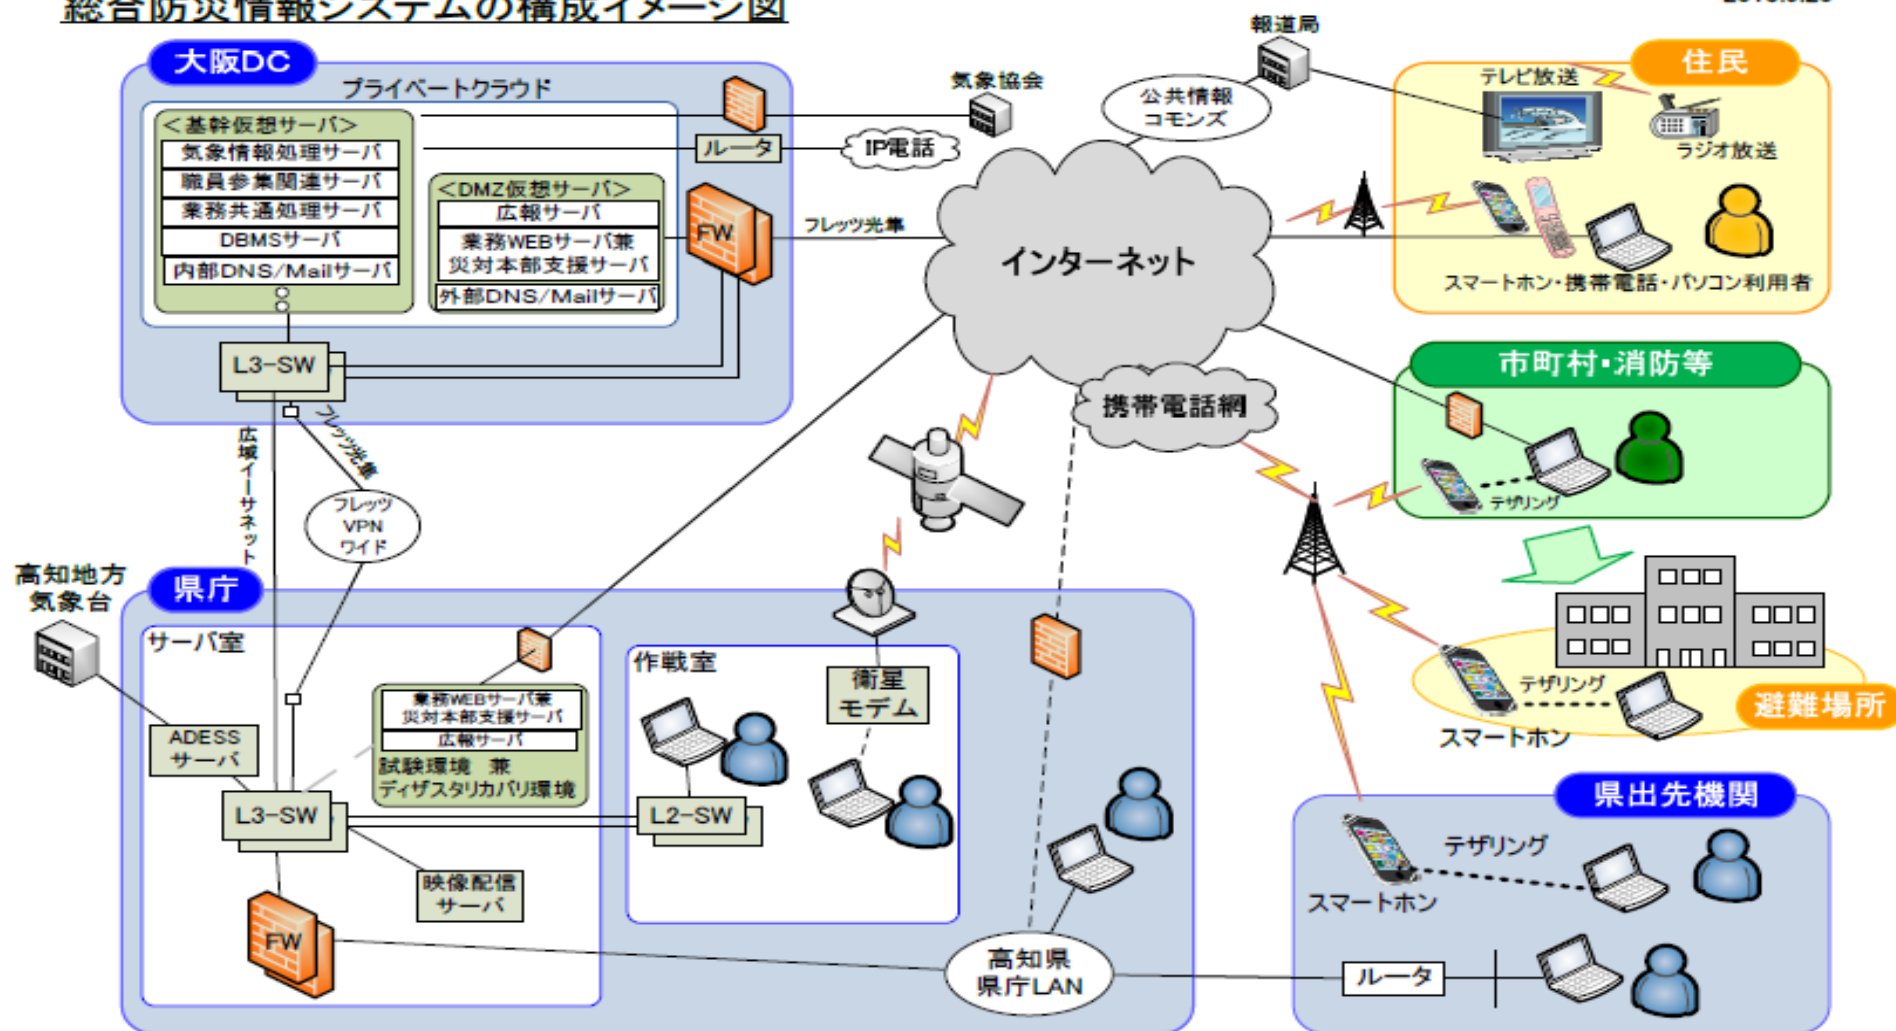 総合防災情報システムの構成イメージ図
大阪DC
プライベートクラウド
＜基幹仮想サーバ＞
気象情報処理サーバ
職員参集関連サーバ
業務共通処理サーバ
DBMSサーバ
内部DNS/Mailサーバ
＜DMZ仮想サーバ＞
広報サーバ
業務WEBサーバ兼
災対本部支援サーバ
外部DNS/Mailサーバ
ルータ
FW
L3-SW
気象協会
IP電話
フレッツ光隼
インターネット
報道局
公共情報
コモンズ
住民
テレビ放送
ラジオ放送
スマートホン・携帯電話・パソコン利用者
市町村・消防等
テザリング
携帯電話網
広域イーサネット
フレッツ光隼
フレッツ
VPN
ワイド
高知地方
気象台
県庁
サーバ室
ADESS
サーバ
業務WEBサーバ兼
災対本部支援サーバ
広報サーバ
試験環境 兼
ディザスタリカバリ環境
L3-SW
映像配信
サーバ
FW
作戦室
衛星
モデム
L2-SW
高知県
県庁LAN
テザリング
スマートホン
避難場所
県出先機関
テザリング
スマートホン
ルータ